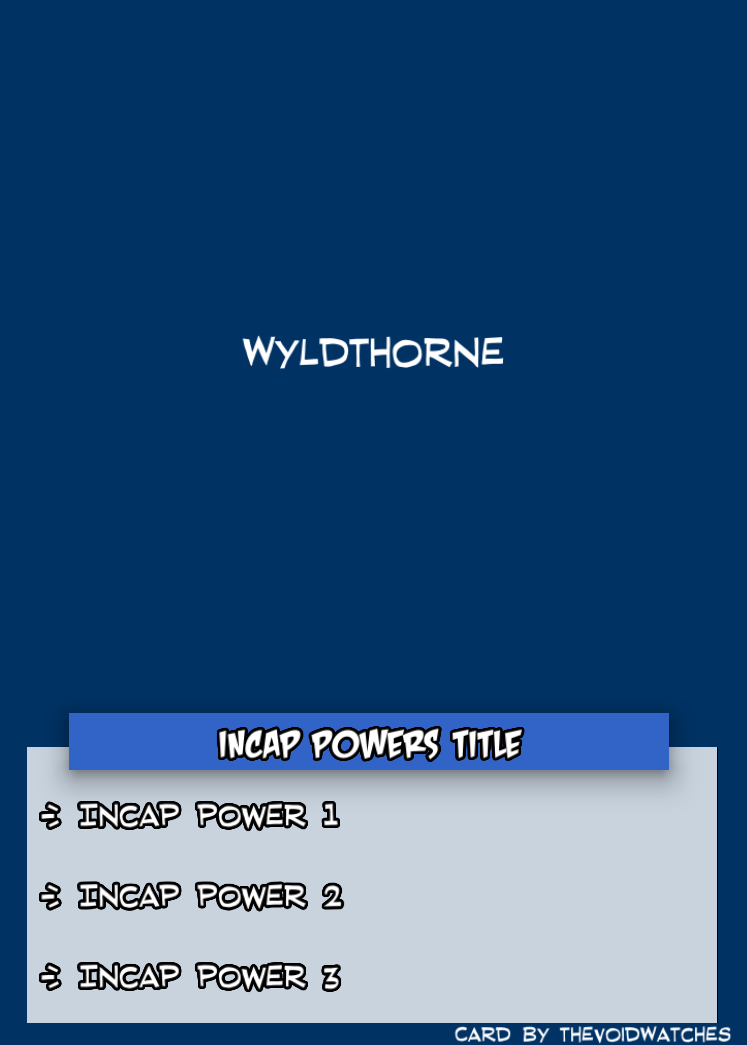 WYLDTHORNE
INCAP POWERS TITLE
INCAP POWER 1
INCAP POWER 2
INCAP POWER 3
CARD BY THEVOIDWATCHES